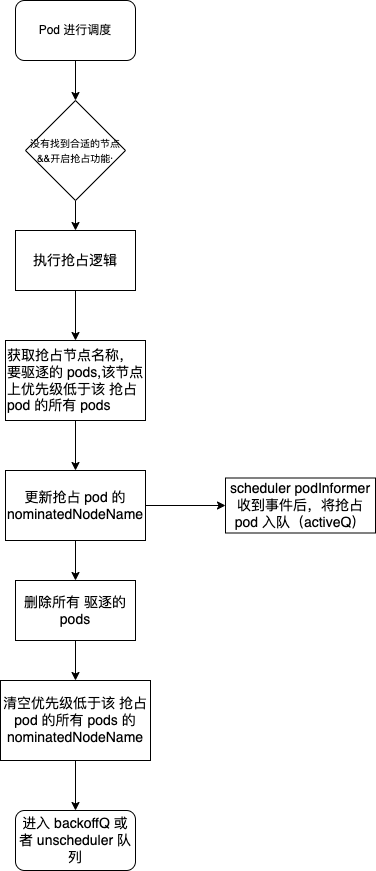 Pod 进行调度
没有找到合适的节点
&&开启抢占功能·
执行抢占逻辑
获取抢占节点名称，
要驱逐的 pods,该节点
上优先级低于该 抢占
pod 的所有 pods
更新抢占 pod 的
nominatedNodeName
scheduler podInformer
收到事件后，将抢占
pod 入队（activeQ）
删除所有 驱逐的
pods
清空优先级低于该 抢占
pod 的所有 pods 的
nominatedNodeName
进入 backoffQ 或
者 unscheduler 队
列